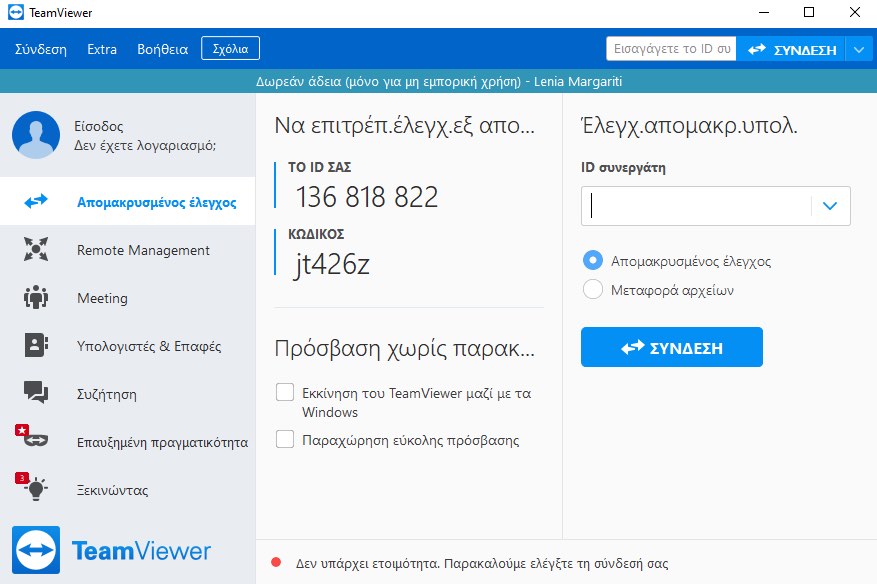 TeamViewer
Σύνδεση Extra Βοήθεια Σχόλια Εισαγάγετε το ID συ ΣΥΝΔΕΣΗ
Δωρεάν άδεια (μόνο για μη εμπορική χρήση) - Lenia Margariti
Είσοδος
Δεν έχετε λογαριασμό;
Απομακρυσμένος έλεγχος
Remote Management
Meeting
Υπολογιστές & Επαφές
Συζήτηση
Επαυξημένη πραγματικότητα
3
Ξεκινώντας
TeamViewer
Να επιτρέπ.έλεγχ.εξ απο...
ΤΟ ID ΣΑΣ
136 818 822
ΚΩΔΙΚΟΣ
jt426z
Πρόσβαση χωρίς παρακ...
Εκκίνηση του TeamViewer μαζί με τα
Windows
Παραχώρηση εύκολης πρόσβασης
Έλεγχ.απομακρ.υπολ.
ID συνεργάτη
Απομακρυσμένος έλεγχος
Μεταφορά αρχείων
ΣΥΝΔΕΣΗ
Δεν υπάρχει ετοιμότητα. Παρακαλούμε ελέγξτε τη σύνδεσή σας